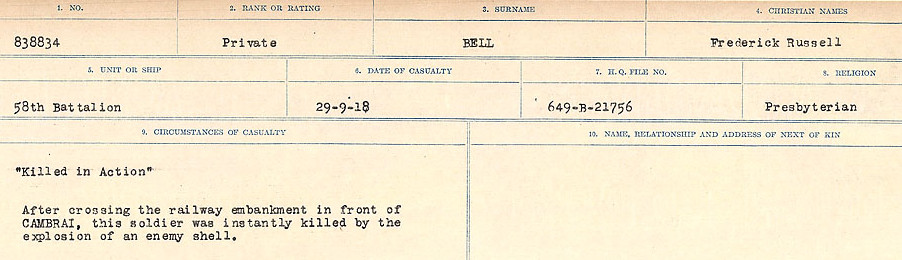 1. NO. 2. RANK OR RATING 3. SURNAME 4. CHRISTIAN NAMES
838834 Private BELL Frederick Russell
5. UNIT OR SHIP 6. DATE OF CASUALTY 7. H.Q. FILE NO. 8. RELIGION
58th Battalion 29-9-18 649-B-21756 Presbyterian
9. CIRCUMSTANCES OF CASUALTY 10. NAME, RELATIONSHIP AND ADDRESS OF NEXT OF KIN
"Killed in Action"
After crossing the railway embankment in front of
CAMBRAI, this soldier was instantly killed by the
explosion of an enemy shell.